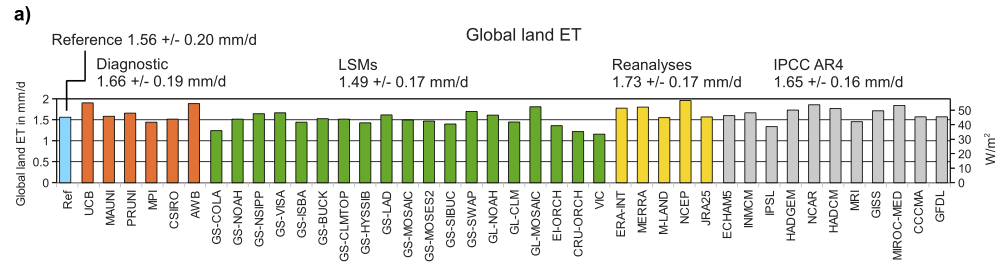 a)
Global land ET
Reference 1.56 +/- 0.20 mm/d
Diagnostic
1.66 +/- 0.19 mm/d
LSMs
1.49 +/- 0.17 mm/d
Reanalyses
1.73 +/- 0.17 mm/d
IPCC AR4
1.65 +/- 0.16 mm/d
Global land ET in mm/d
2
1.5
1
0.5
0
50
40
30
20
10
0
W/m²
Ref
UCB
MAUNI
PRUNI
MPI
CSIRO
AWB
GS-COLA
GS-NOAH
GS-NSIPP
GS-VISA
GS-ISBA
GS-BUCK
GS-CLMTOP
GS-HYSSIB
GS-LAD
GS-MOSAIC
GS-MOSES2
GS-SIBUC
GS-SWAP
GL-NOAH
GL-CLM
GL-MOSAIC
EI-ORCH
CRU-ORCH
VIC
ERA-INT
MERRA
M-LAND
NCEP
JRA25
ECHAM5
INMCM
IPSL
HADGEM
NCAR
HADCM
MRI
GISS
MIROC-MED
CCCMA
GFDL